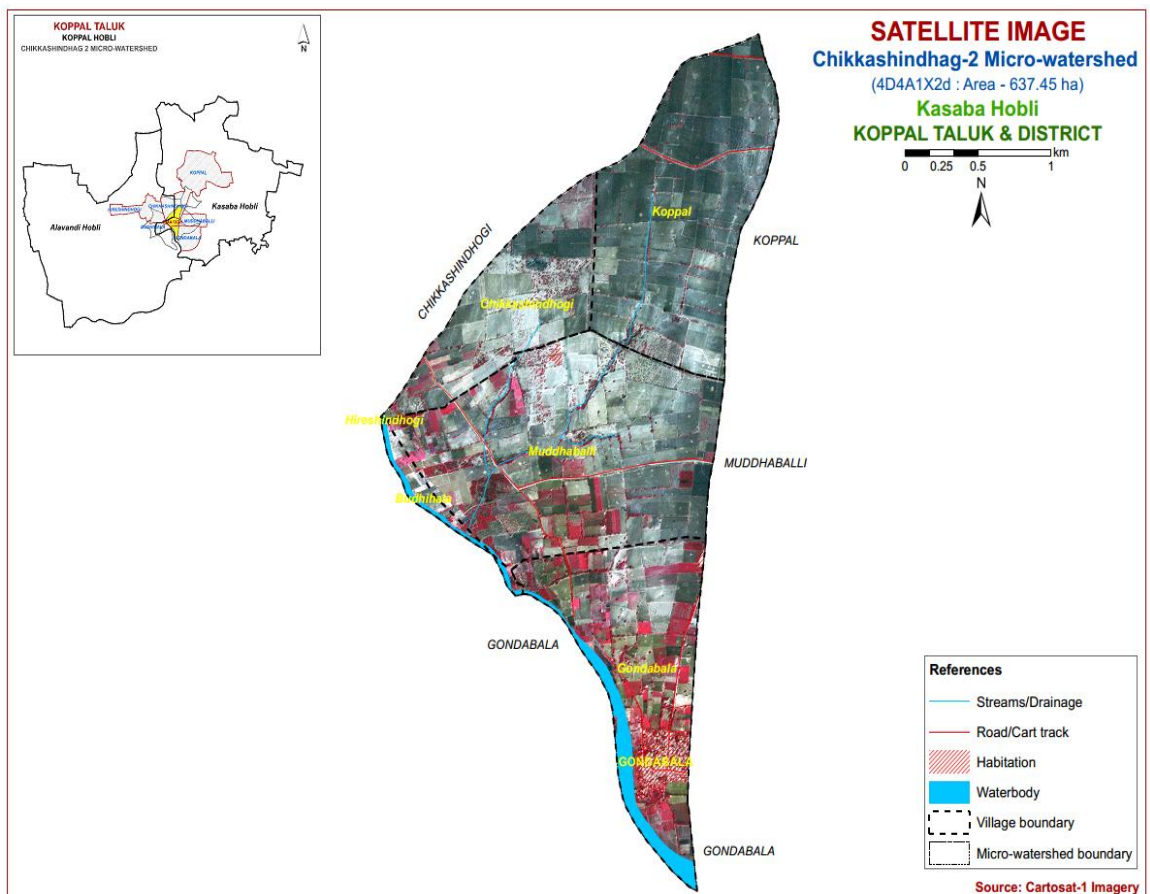 KOPPAL TALUK
KOPPAL HOBLI
CHIKKASHINDHAG 2 MICRO-WATERSHED
N
KOPPAL
Kasaba Hobli
Alavandi Hobli
SATELLITE IMAGE
Chikkashindhag-2 Micro-watershed
(4D4A1X2d : Area - 637.45 ha)
Kasaba Hobli
KOPPAL TALUK & DISTRICT
km
0 0.25 0.5 1
N
Koppal
KOPPAL
CHIKKASHINDHOGI
Chikkashindhogi
Hireshindhogi
Muddhaballi
MUDDHABALLI
Budhihala
GONDABALA
Gondabala
GONDABALA
GONDABALA
References
Streams/Drainage
Road/Cart track
Habitation
Waterbody
Village boundary
Micro-watershed boundary
Source: Cartosat-1 Imagery